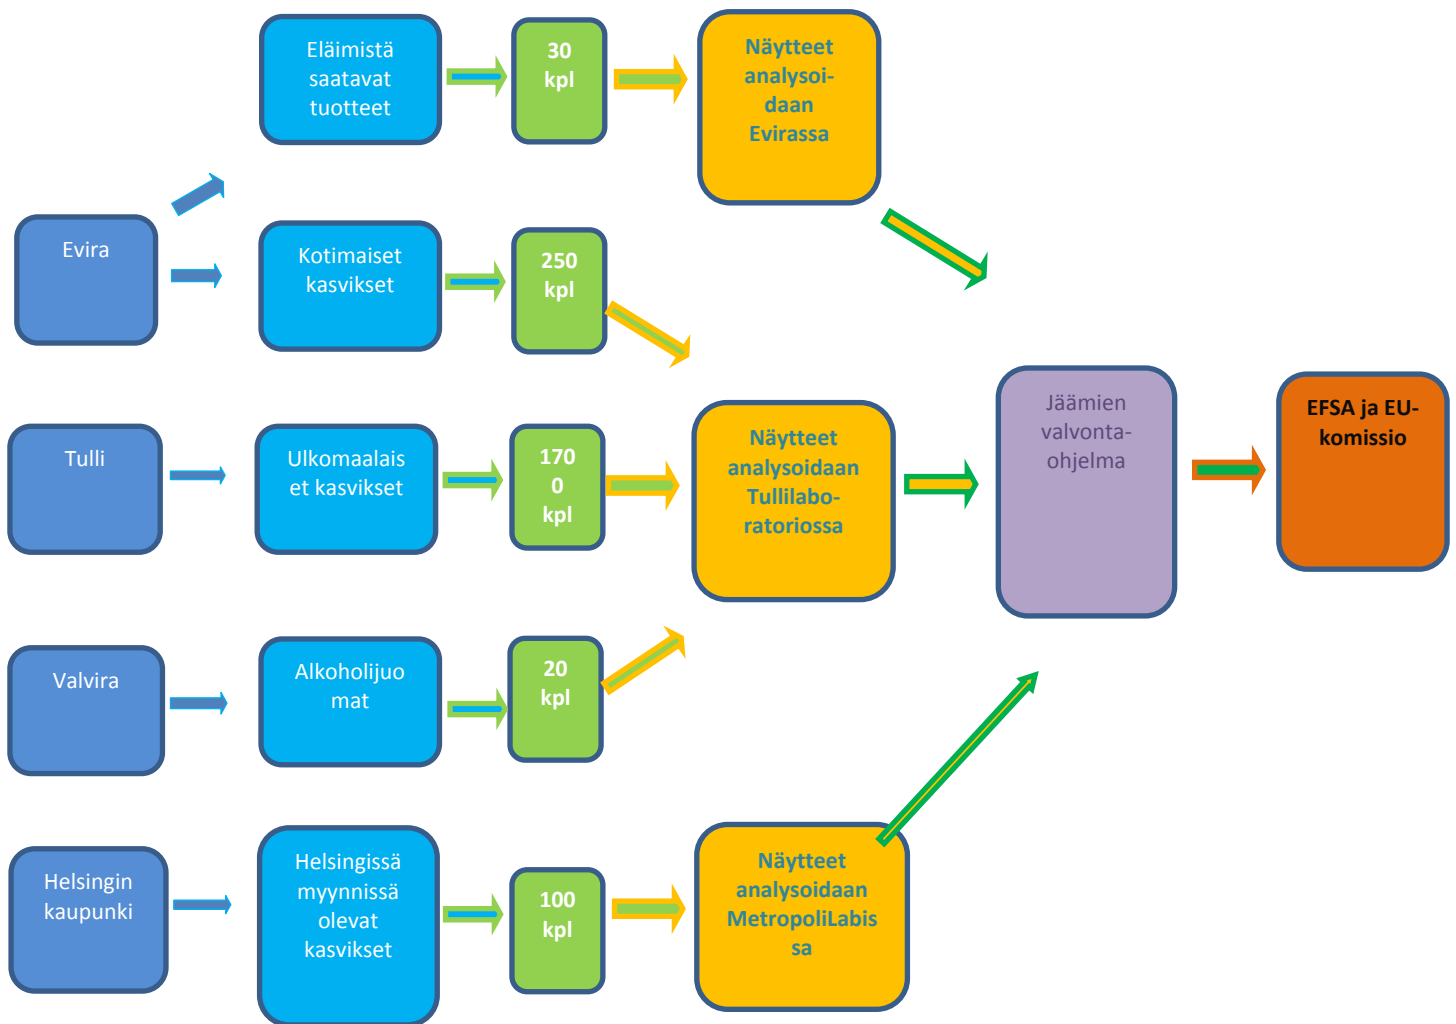 Eläimistä
saatavat
tuotteet
30
kpl
Näytteet
analysoi-
daan
Evirassa
Evira
Kotimaiset
kasvikset
250
kpl
Tulli
Ulkomaalais
et kasvikset
170
0
kpl
Näytteet
analysoidaan
Tullilabo-
ratoriossa
Jäämien
valvonta-
ohjelma
EFSA ja EU-
komissio
Valvira
Alkoholijuo
mat
20
kpl
Helsingin
kaupunki
Helsingissä
myynnissä
olevat
kasvikset
100
kpl
Näytteet
analysoidaan
MetropoliLabis
sa